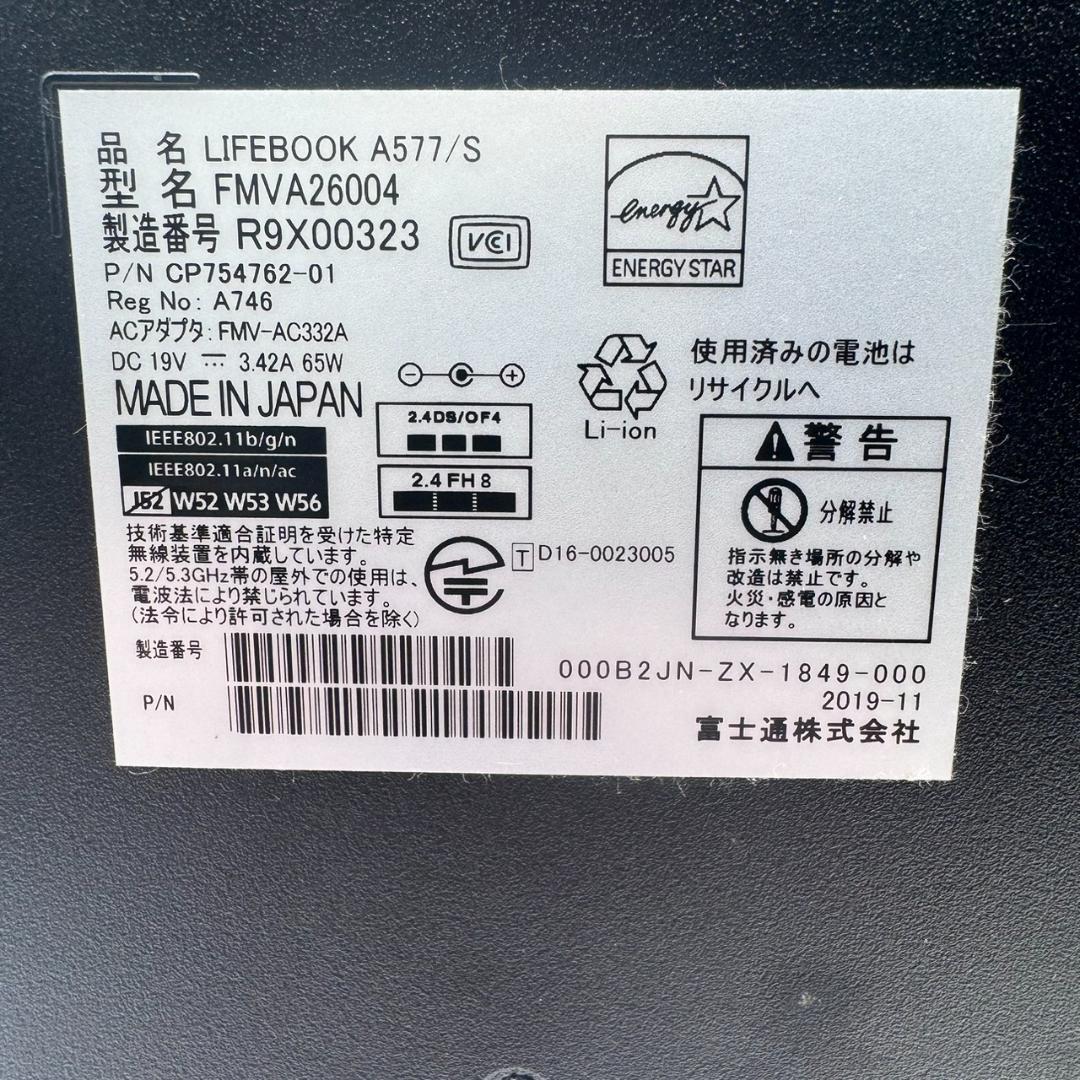 品 名 LIFEBOOK A577/S
型 名 FMVA26004
製造番号 R9X00323
VCCI
P/N CP754762-01
Reg No: A746
ACアダプタ: FMV-AC332A
DC 19V ⎓ 3.42A 65W
MADE IN JAPAN
energy
ENERGY STAR
使用済みの電池は
リサイクルへ
Li-ion
2.4DS/OF4
2.4FH8
IEEE802.11b/g/n
IEEE802.11a/n/ac
J52 W52 W53 W56
警告
分解禁止
指示無き場所の分解や
改造は禁止です。
火災・感電の原因と
なります。
技術基準適合証明を受けた特定
無線装置を内蔵しています。
5.2/5.3GHz帯の屋外での使用は、
電波法により禁じられています。
(法令により許可された場合を除く)
T D16-0023005
製造番号
P/N
000B2JN-ZX-1849-000
2019-11
富士通株式会社